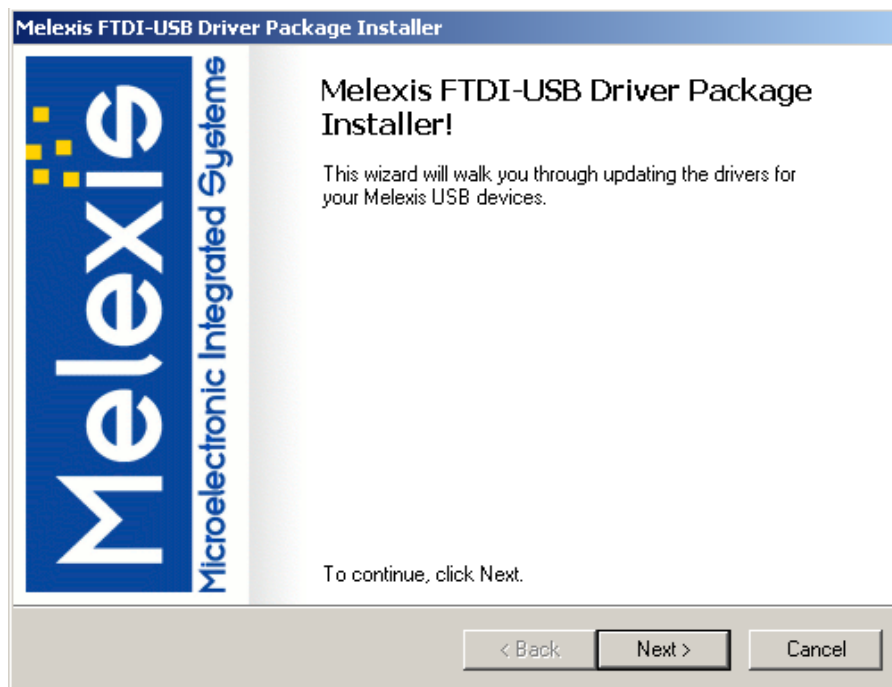 Melexis FTDI-USB Driver Package Installer
Melexis
Microelectronic Integrated Systems
Melexis FTDI-USB Driver Package
Installer!
This wizard will walk you through updating the drivers for
your Melexis USB devices.
To continue, click Next.
< Back
Next >
Cancel